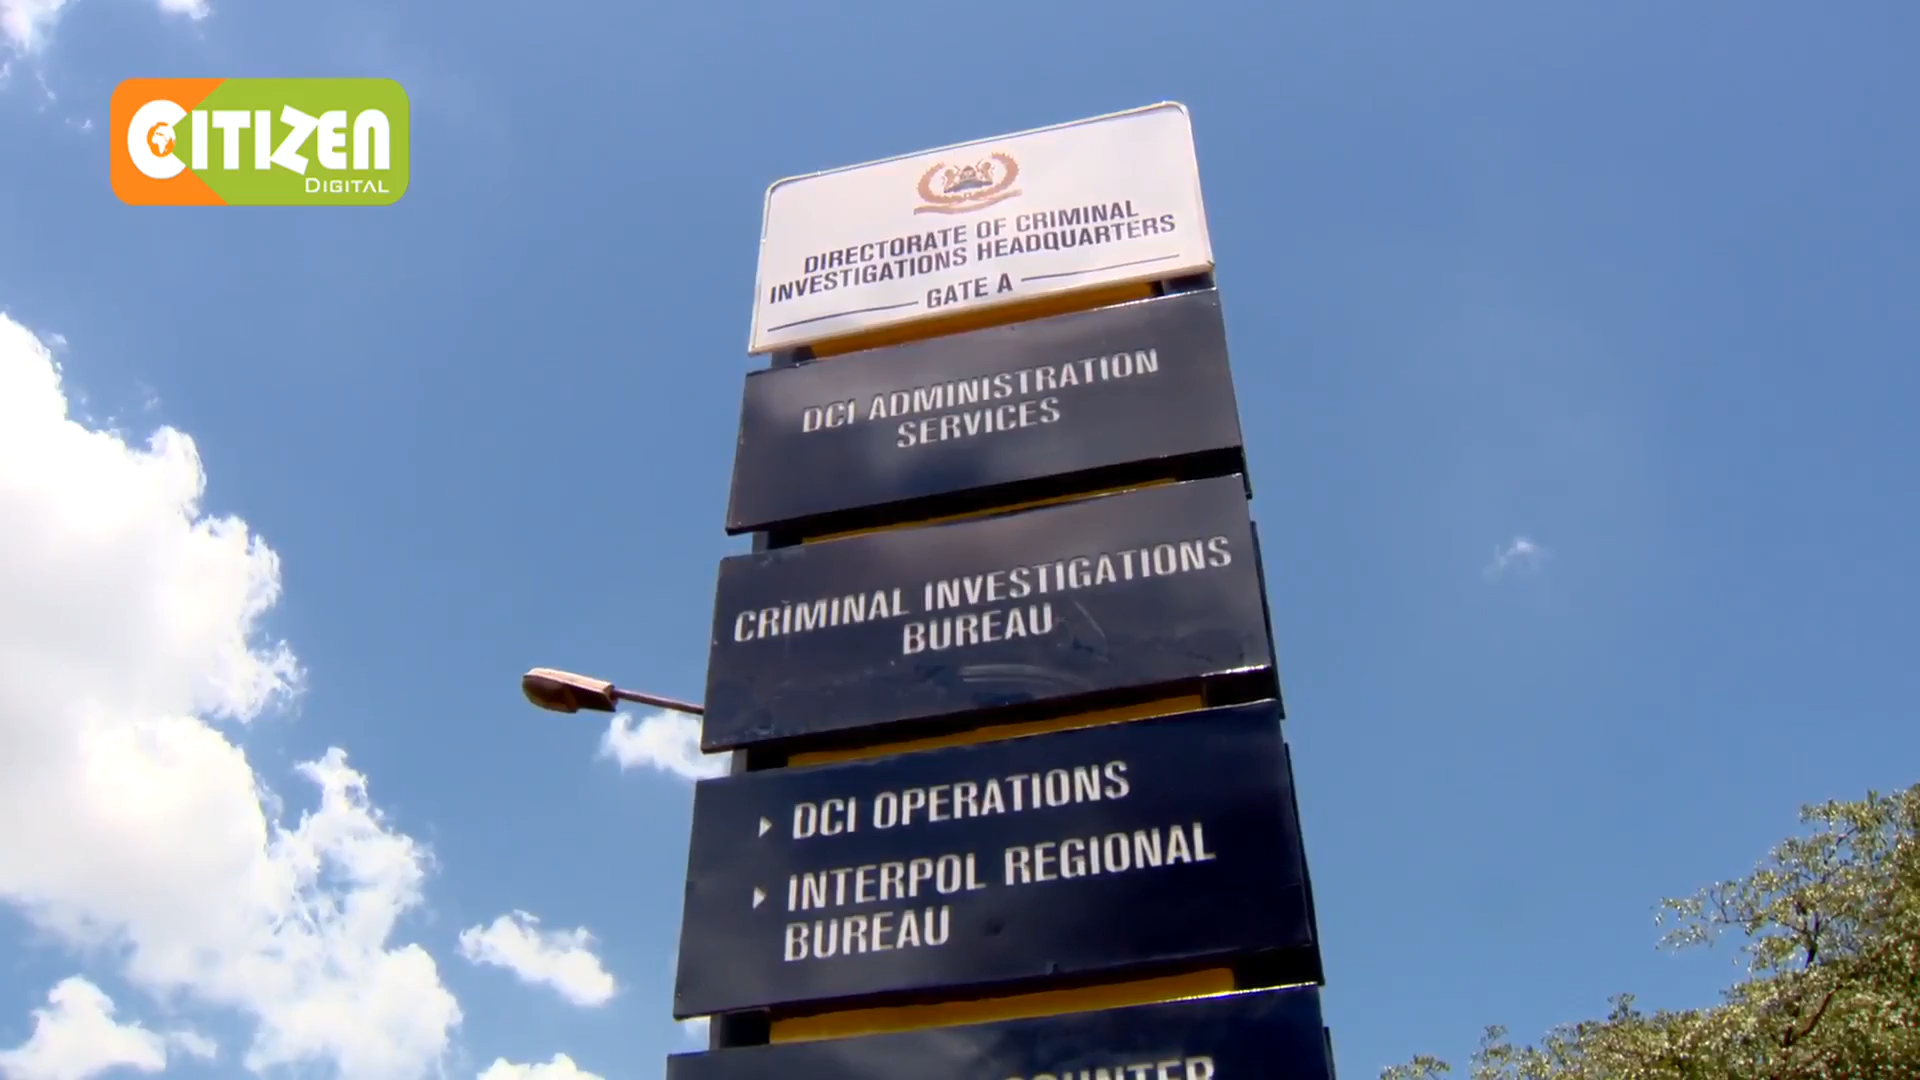 CITIZEN
DIGITAL
DIRECTORATE OF CRIMINAL
INVESTIGATIONS HEADQUARTERS
GATE A
DCI ADMINISTRATION
SERVICES
CRIMINAL INVESTIGATIONS
BUREAU
DCI OPERATIONS
INTERPOL REGIONAL
BUREAU
COUNTER